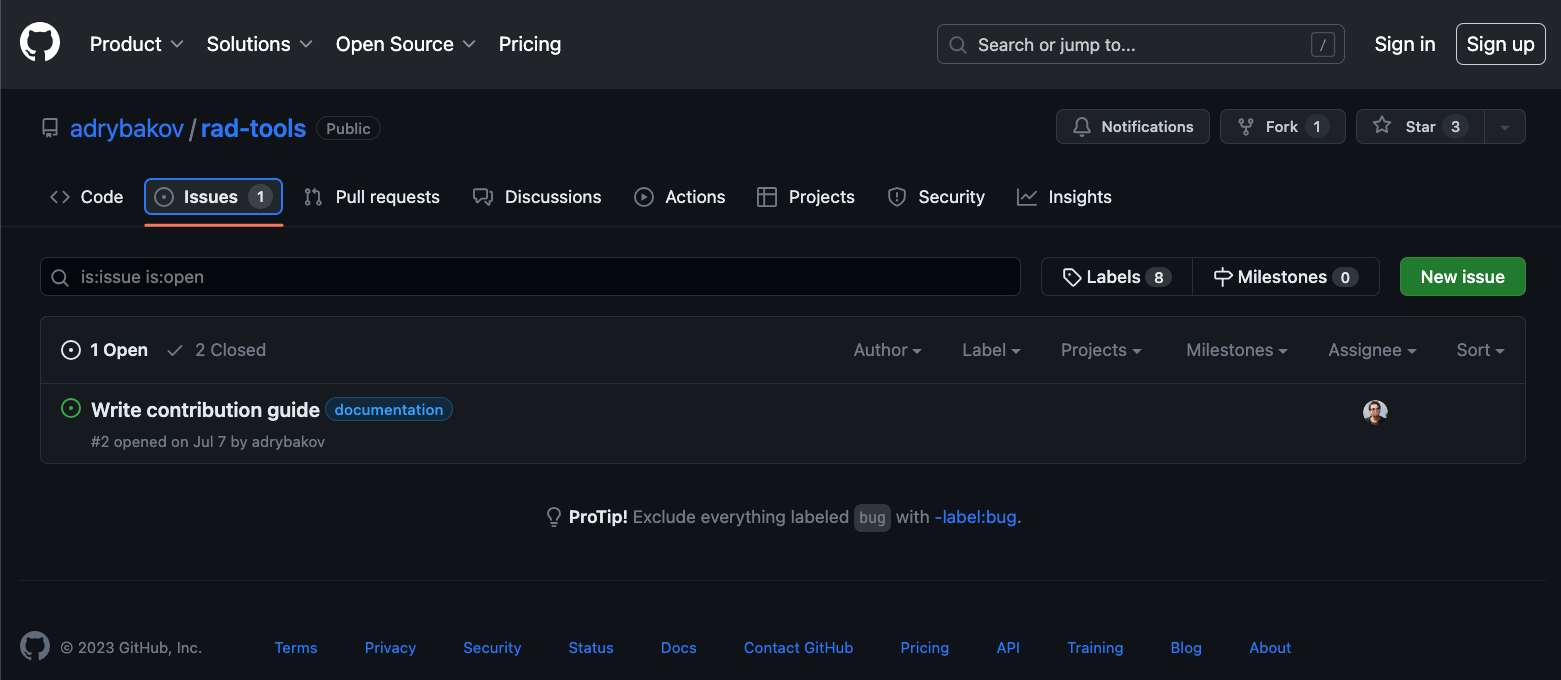 Product Solutions Open Source Pricing Search or jump to... / Sign in Sign up
adrybakov / rad-tools Public Notifications Fork 1 Star 3
Code Issues 1 Pull requests Discussions Actions Projects Security Insights
is:issue is:open Labels 8 Milestones 0 New issue
1 Open 2 Closed Author Label Projects Milestones Assignee Sort
Write contribution guide documentation
#2 opened on Jul 7 by adrybakov
ProTip! Exclude everything labeled bug with -label:bug.
© 2023 GitHub, Inc. Terms Privacy Security Status Docs Contact GitHub Pricing API Training Blog About